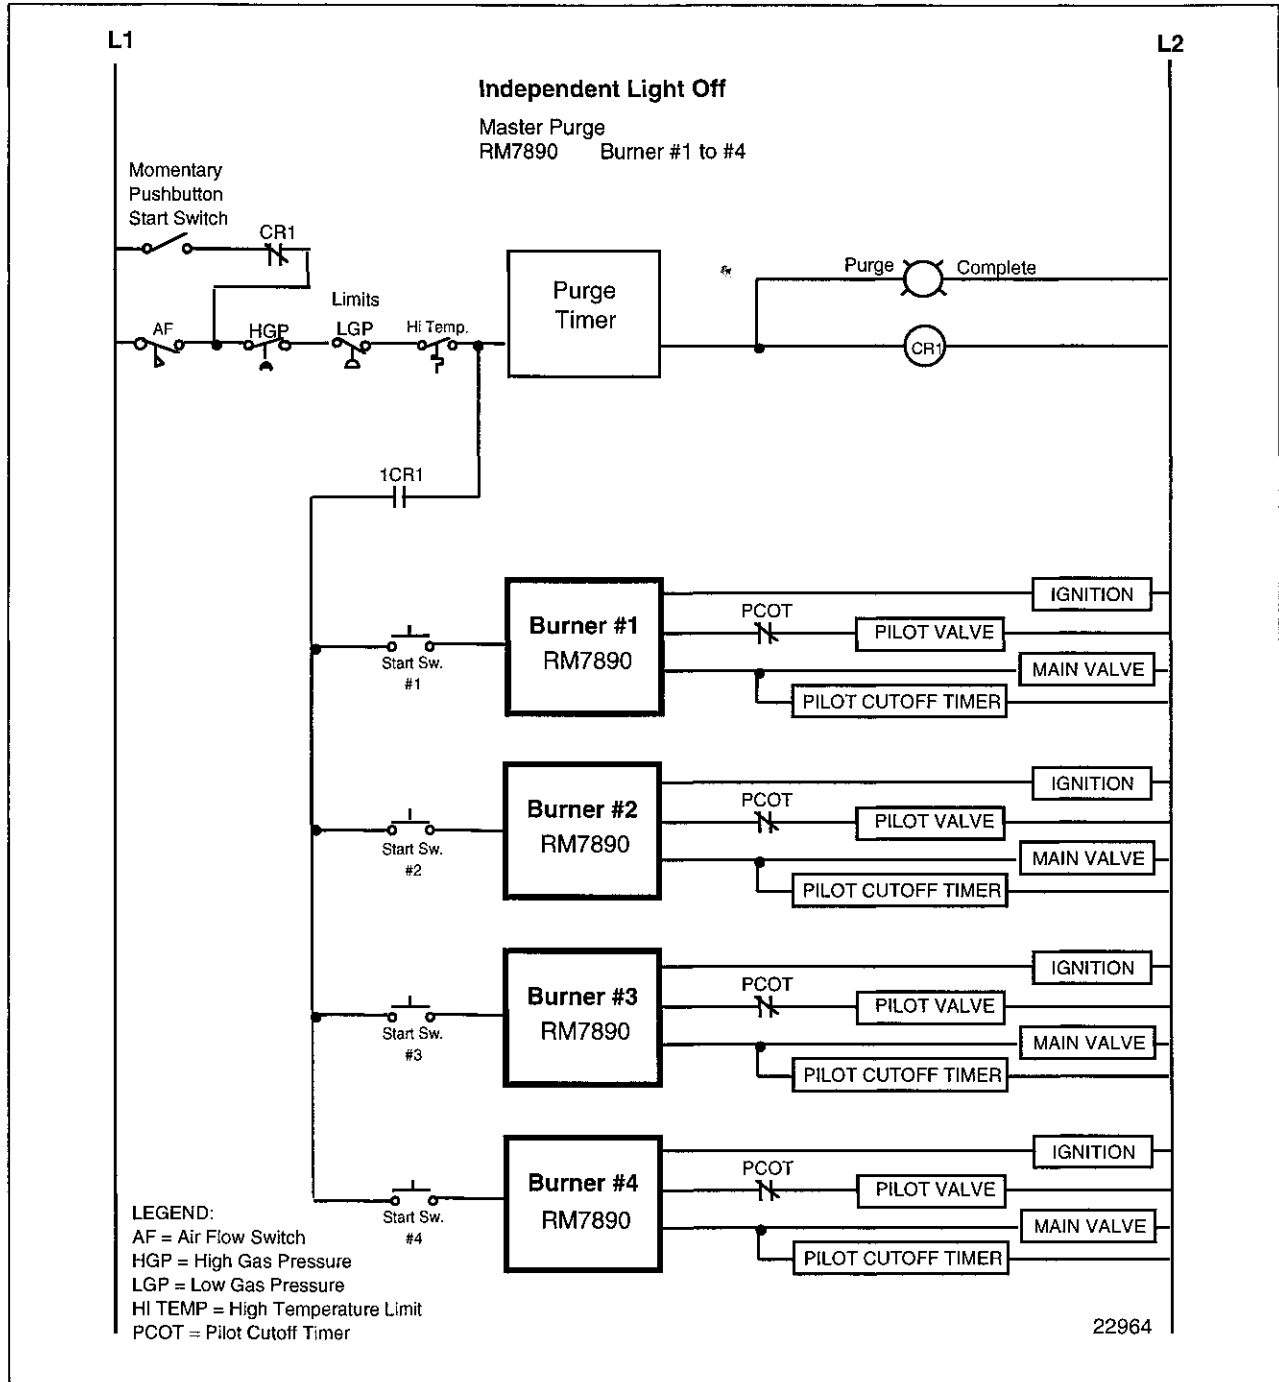 L1
L2
Independent Light Off
Master Purge
RM7890 Burner #1 to #4
Momentary
Pushbutton
Start Switch
CR1
Purge
Timer
Purge Complete
Limits
AF
HGP
LGP
Hi Temp.
CR1
1CR1
Burner #1
RM7890
Start Sw.
#1
IGNITION
PCOT
PILOT VALVE
MAIN VALVE
PILOT CUTOFF TIMER
Burner #2
RM7890
Start Sw.
#2
IGNITION
PCOT
PILOT VALVE
MAIN VALVE
PILOT CUTOFF TIMER
Burner #3
RM7890
Start Sw.
#3
IGNITION
PCOT
PILOT VALVE
MAIN VALVE
PILOT CUTOFF TIMER
Burner #4
RM7890
Start Sw.
#4
IGNITION
PCOT
PILOT VALVE
MAIN VALVE
PILOT CUTOFF TIMER
LEGEND:
AF = Air Flow Switch
HGP = High Gas Pressure
LGP = Low Gas Pressure
HI TEMP = High Temperature Limit
PCOT = Pilot Cutoff Timer
22964